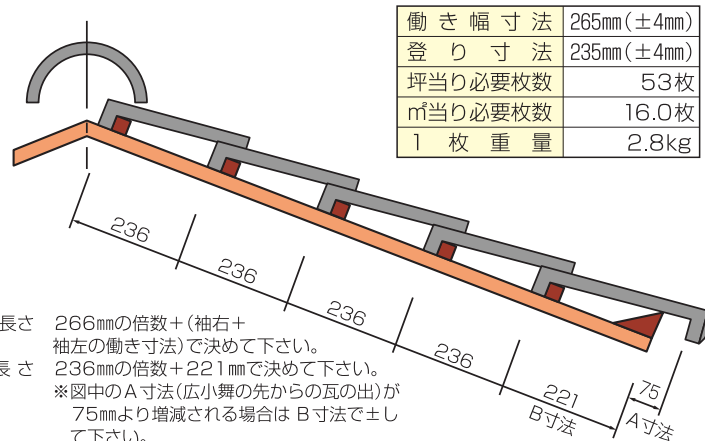 働き幅寸法 265mm(±4mm)
登り寸法 235mm(±4mm)
坪当り必要枚数 53枚
㎡当り必要枚数 16.0枚
1枚重量 2.8kg
236
236
236
236
221
B寸法
75
A寸法
長さ 266mmの倍数+(袖右+
袖左の働き寸法)で決めて下さい。
長さ 236mmの倍数+221mmで決めて下さい。
※図中のA寸法(広小舞の先からの瓦の出)が
75mmより増減される場合は B寸法で±し
て下さい。